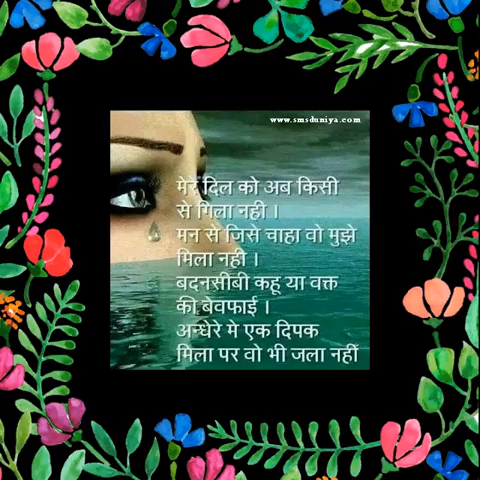 www.smsduniya.com
मेरे दिल को अब किसी
से गिला नही ।
मन से जिसे चाहा वो मुझे
मिला नही ।
बदनसीबी कहू या वक्त
की बेवफाई ।
अन्धेरे मे एक दिपक
मिला पर वो भी जला नहीं